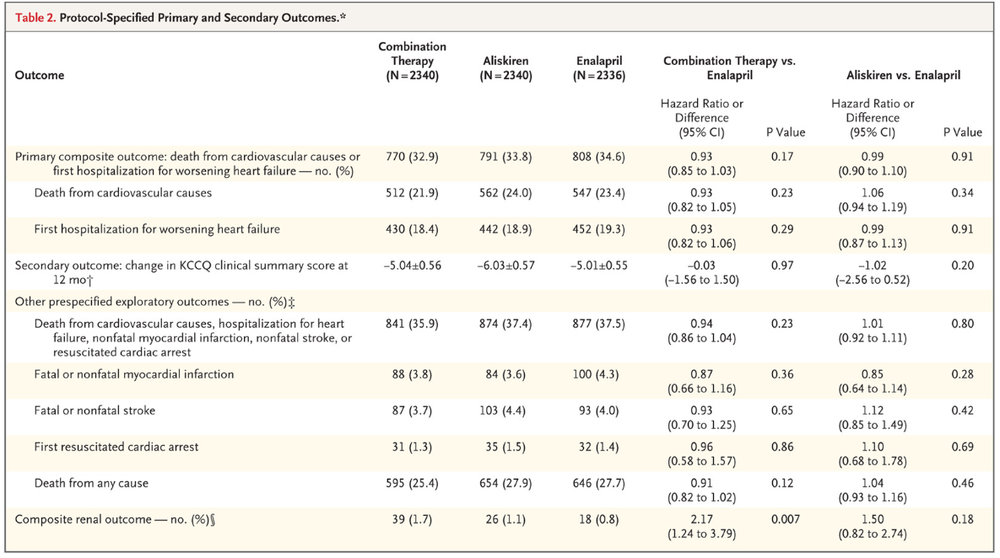 Table 2. Protocol-Specified Primary and Secondary Outcomes.*
Outcome
Combination
Therapy
(N=2340)
Aliskiren
(N=2340)
Enalapril
(N=2336)
Combination Therapy vs.
Enalapril
Aliskiren vs. Enalapril
Hazard Ratio or
Difference
(95% CI)
P Value
Hazard Ratio or
Difference
(95% CI)
P Value
Primary composite outcome: death from cardiovascular causes or 770 (32.9) 791 (33.8) 808 (34.6) 0.93 0.17 0.99 0.91
first hospitalization for worsening heart failure — no. (%) (0.85 to 1.03) (0.90 to 1.10)
Death from cardiovascular causes 512 (21.9) 562 (24.0) 547 (23.4) 0.93 0.23 1.06 0.34
(0.82 to 1.05) (0.94 to 1.19)
First hospitalization for worsening heart failure 430 (18.4) 442 (18.9) 452 (19.3) 0.93 0.29 0.99 0.91
(0.82 to 1.06) (0.87 to 1.13)
Secondary outcome: change in KCCQ clinical summary score at −5.04±0.56 −6.03±0.57 −5.01±0.55 −0.03 0.97 −1.02 0.20
12 mo† (−1.56 to 1.50) (−2.56 to 0.52)
Other prespecified exploratory outcomes — no. (%)‡
Death from cardiovascular causes, hospitalization for heart 841 (35.9) 874 (37.4) 877 (37.5) 0.94 0.23 1.01 0.80
failure, nonfatal myocardial infarction, nonfatal stroke, or (0.86 to 1.04) (0.92 to 1.11)
resuscitated cardiac arrest
Fatal or nonfatal myocardial infarction 88 (3.8) 84 (3.6) 100 (4.3) 0.87 0.36 0.85 0.28
(0.66 to 1.16) (0.64 to 1.14)
Fatal or nonfatal stroke 87 (3.7) 103 (4.4) 93 (4.0) 0.93 0.65 1.12 0.42
(0.70 to 1.25) (0.85 to 1.49)
First resuscitated cardiac arrest 31 (1.3) 35 (1.5) 32 (1.4) 0.96 0.86 1.10 0.69
(0.58 to 1.57) (0.68 to 1.78)
Death from any cause 595 (25.4) 654 (27.9) 646 (27.7) 0.91 0.12 1.04 0.46
(0.82 to 1.02) (0.93 to 1.16)
Composite renal outcome — no. (%)§ 39 (1.7) 26 (1.1) 18 (0.8) 2.17 0.007 1.50 0.18
(1.24 to 3.79) (0.82 to 2.74)